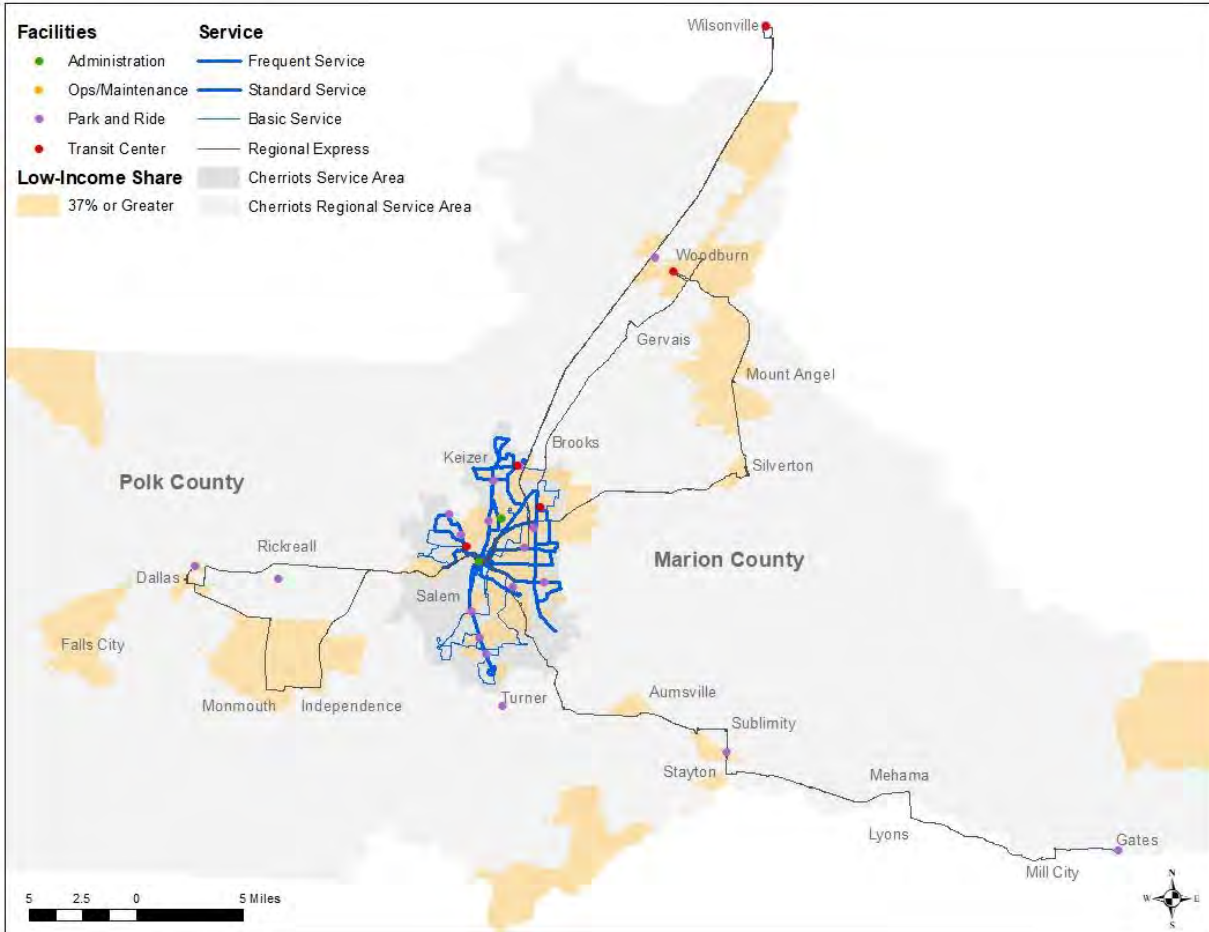 Facilities
Administration
Ops/Maintenance
Park and Ride
Transit Center
Low-Income Share
37% or Greater
Service
Frequent Service
Standard Service
Basic Service
Regional Express
Cherriots Service Area
Cherriots Regional Service Area
Wilsonville
Woodburn
Gervais
Mount Angel
Brooks
Keizer
Silverton
Polk County
Marion County
Rickreall
Dallas
Salem
Falls City
Monmouth
Independence
Turner
Aumsville
Sublimity
Stayton
Mehama
Lyons
Gates
Mill City
5 2.5 0 5 Miles
N
W E
S